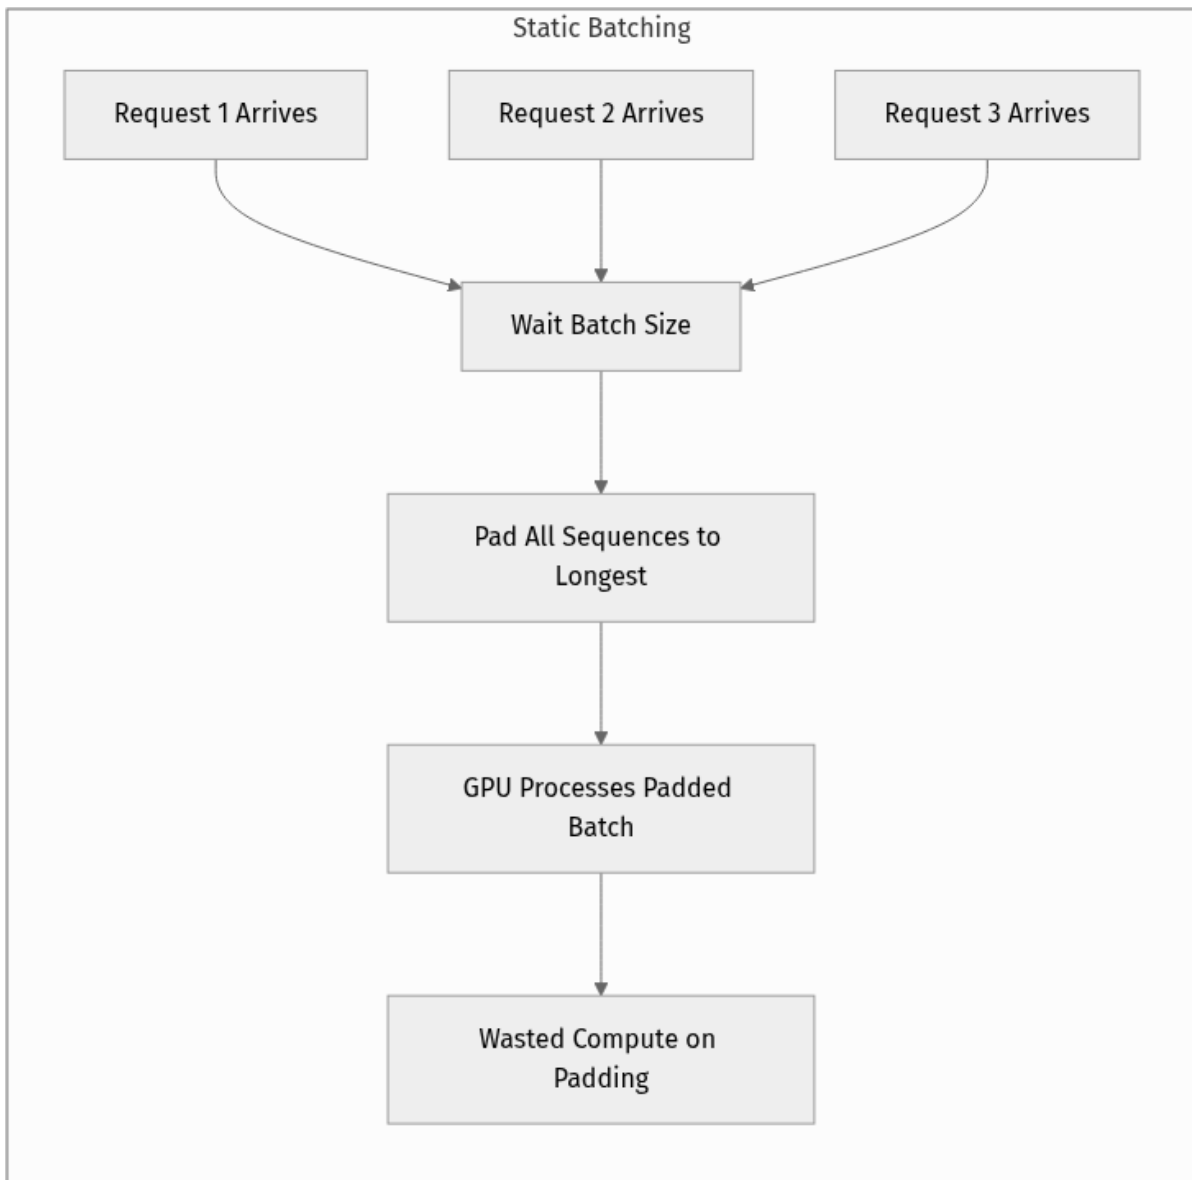 Static Batching
Request 1 Arrives
Request 2 Arrives
Request 3 Arrives
Wait Batch Size
Pad All Sequences to
Longest
GPU Processes Padded
Batch
Wasted Compute on
Padding